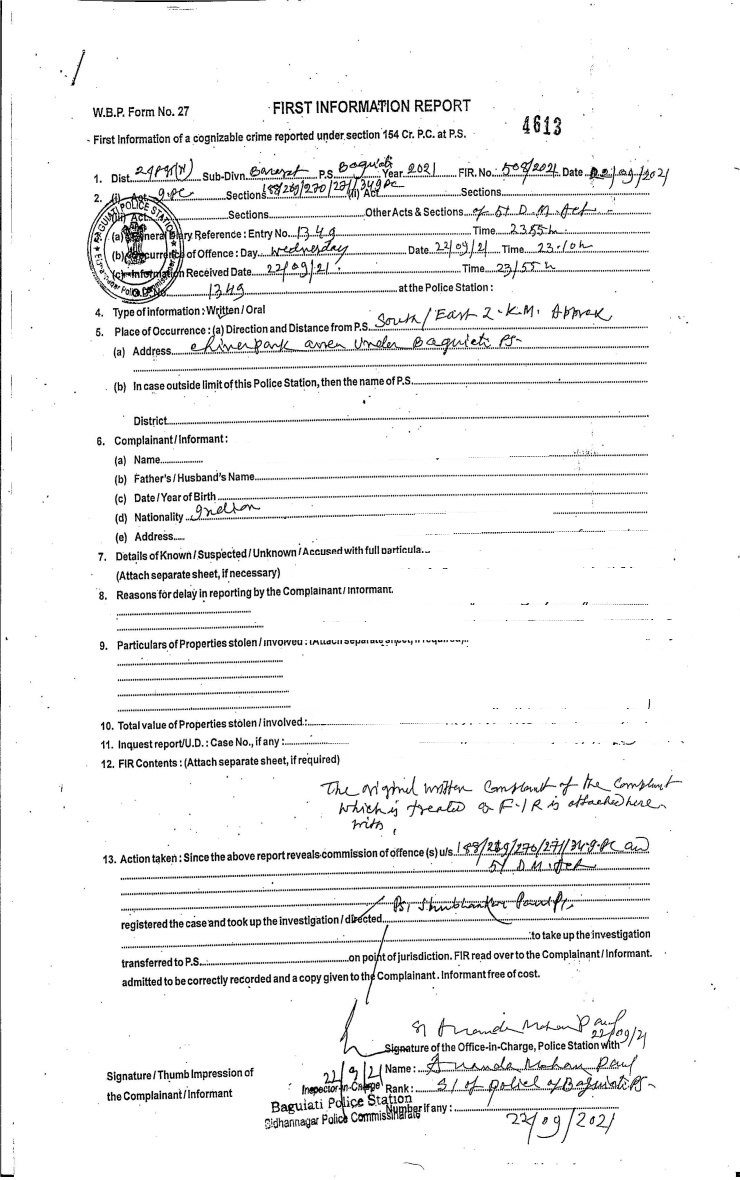 W.B.P. Form No. 27
FIRST INFORMATION REPORT
4613
First Information of a cognizable crime reported under section 154 Cr. P.C. at P.S.
1. Dist. 24PGS(N) Sub-Divn. Barasat P.S. Baguiati Year 2021 FIR. No. 508/2021 Date 22/09/2021
2. (i) Act IPC Sections 188/269/270/271/34 IPC (ii) Act Sections
(iii) Act Sections Other Acts & Sections 51 D.M. Act
(a) General Diary Reference : Entry No. 1349 Time 2355 h
(b) Occurrence of Offence : Day Wednesday Date 22/09/21 Time 23:10 h
(c) Information Received Date 22/09/21. Time 23/55 h
1349 at the Police Station :
BAGUIATI POLICE STATION
4. Type of information : Written / Oral
5. Place of Occurrence : (a) Direction and Distance from P.S. South/East 2-K.M. Approx
(a) Address Chinerpark area under Baguiati PS-
(b) In case outside limit of this Police Station, then the name of P.S.
District
6. Complainant / Informant :
(a) Name
(b) Father's / Husband's Name
(c) Date / Year of Birth
(d) Nationality Indian
(e) Address
7. Details of Known / Suspected / Unknown / Accused with full
(Attach separate sheet, if necessary)
8. Reasons for delay in reporting by the Complainant / Informant.
9. Particulars of Properties stolen / involved : (Attach separate sheet, if required)
10. Total value of Properties stolen / involved :
11. Inquest report/U.D. : Case No., if any :
12. FIR Contents : (Attach separate sheet, if required)
The original written Complaint of the Complaint
which is treated as F-I R is attached here
with,
13. Action taken : Since the above report reveals commission of offence (s) u/s. 188/269/270/271/34 IPC and
51 D.M. Act
registered the case and took up the investigation / directed PSI Shubhankar Paul
to take up the investigation
transferred to P.S. on point of jurisdiction. FIR read over to the Complainant / Informant.
admitted to be correctly recorded and a copy given to the Complainant. Informant free of cost.
SI Ananda Mohan Paul
22/09/21
Signature of the Office-in-Charge, Police Station with
22/9/21 Name : Ananda Mohan Paul
Signature / Thumb Impression of
the Complainant / Informant
Inspector-in-Charge Rank : S/I of police of Baguiati PS-
Baguiati Police Station
Bidhannagar Police Commissinarate Number if any :
22/09/2021